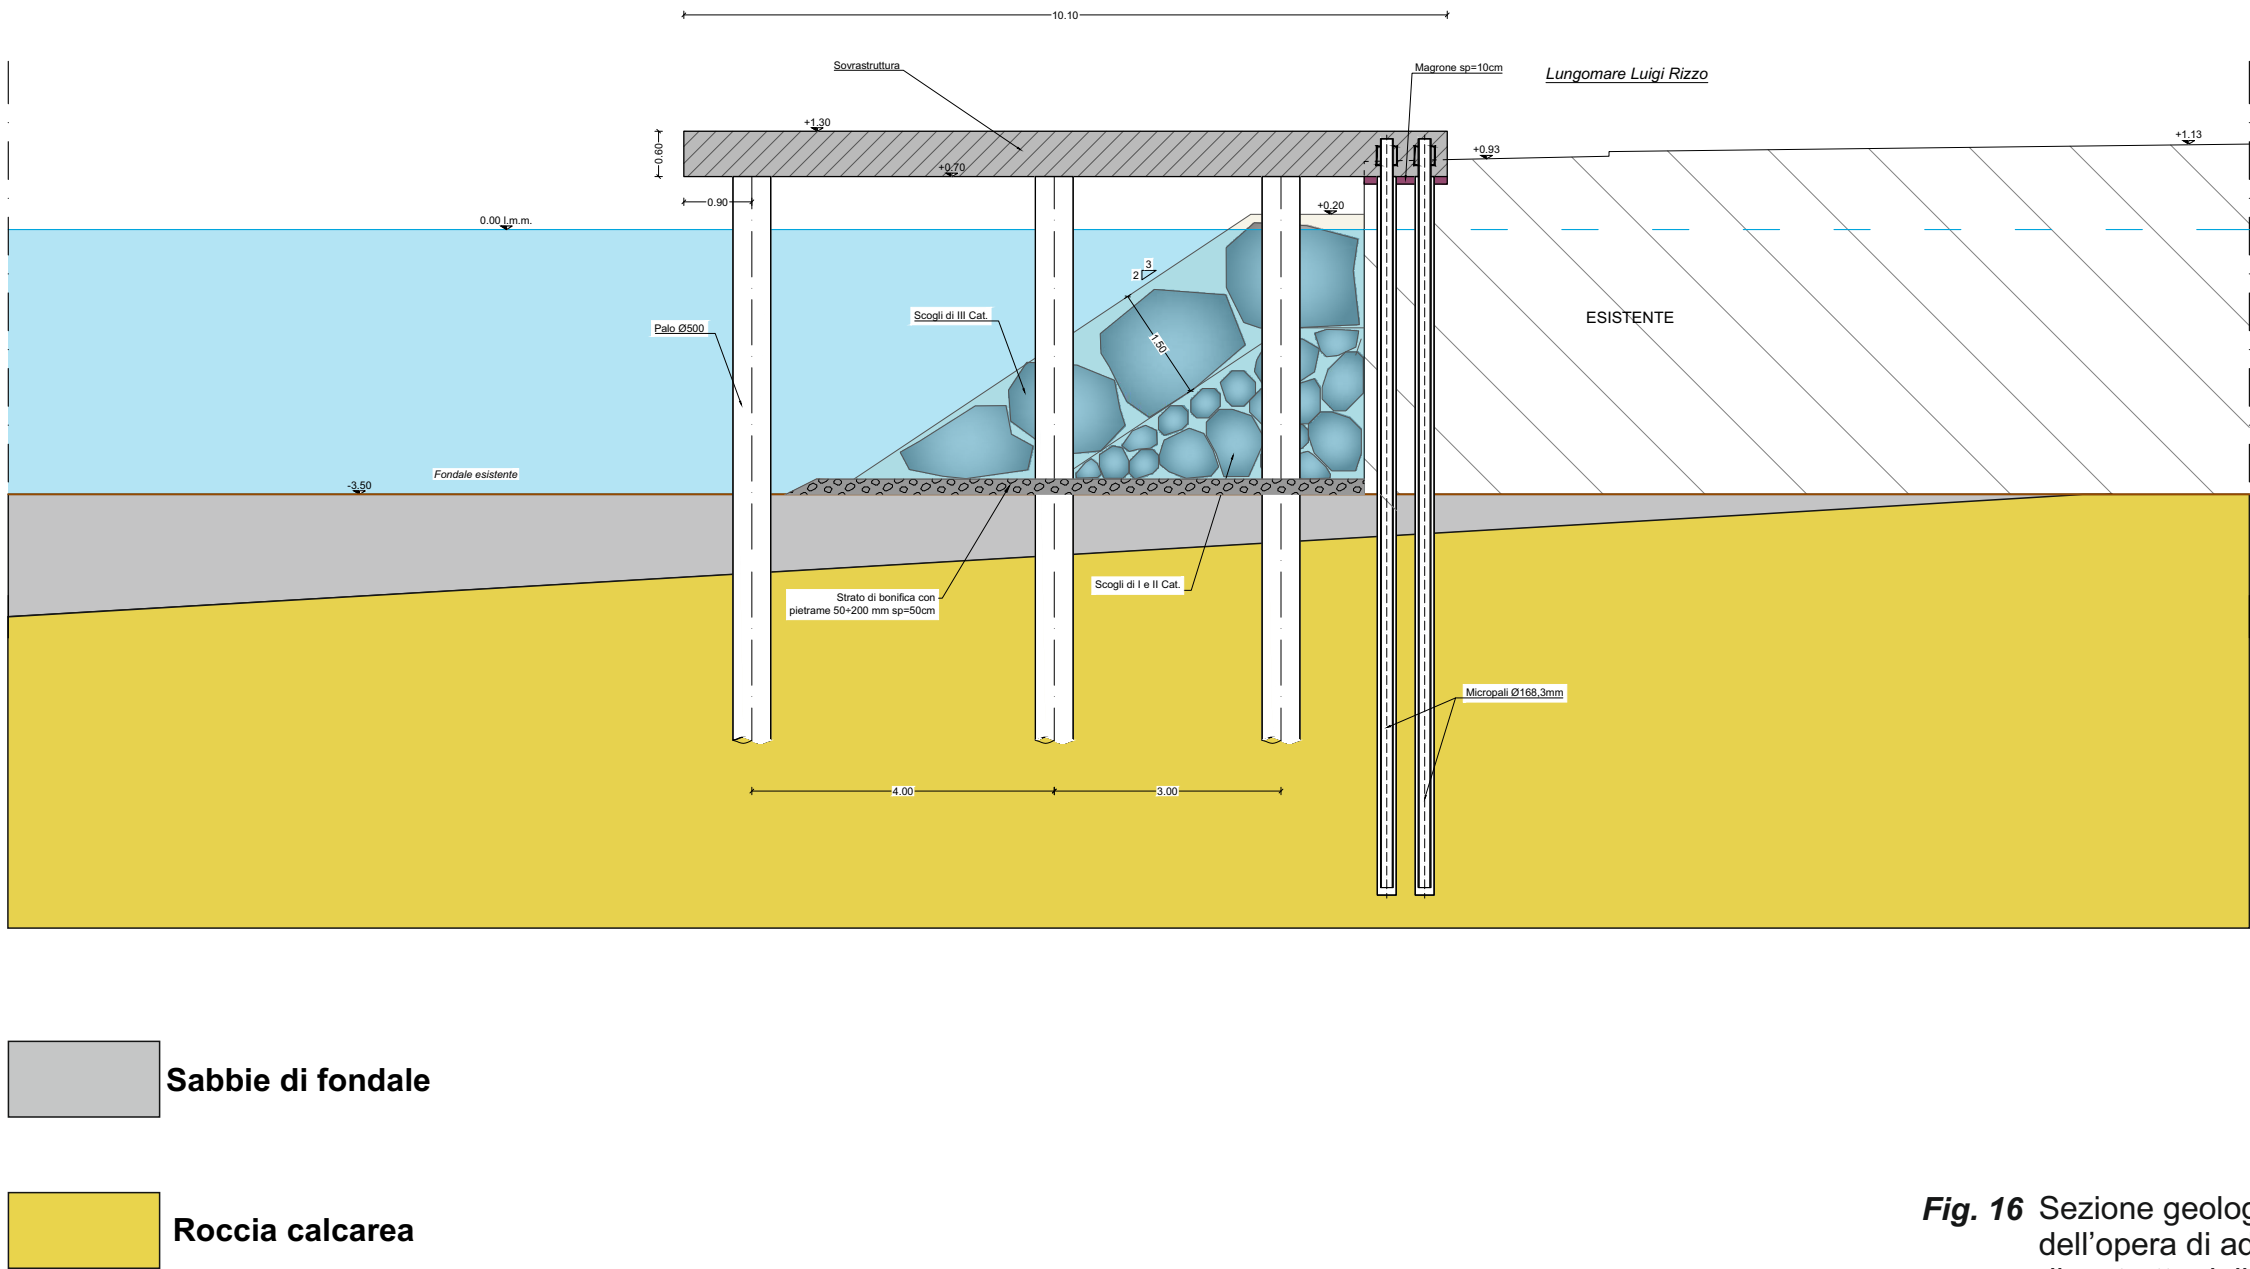 10.10
Sovrastruttura
Magrone sp=10cm
Lungomare Luigi Rizzo
+1.30
+1.13
0.60
+0.93
+0.70
0.90
+0.20
0.00 l.m.m.
3
2
Scogli di III Cat.
ESISTENTE
Palo Ø500
1.50
Fondale esistente
-3.50
Scogli di I e II Cat.
Strato di bonifica con
pietrame 50÷200 mm sp=50cm
Micropali Ø168,3mm
4.00
3.00
Sabbie di fondale
Roccia calcarea
Fig. 16 Sezione geolog
dell'opera di ad